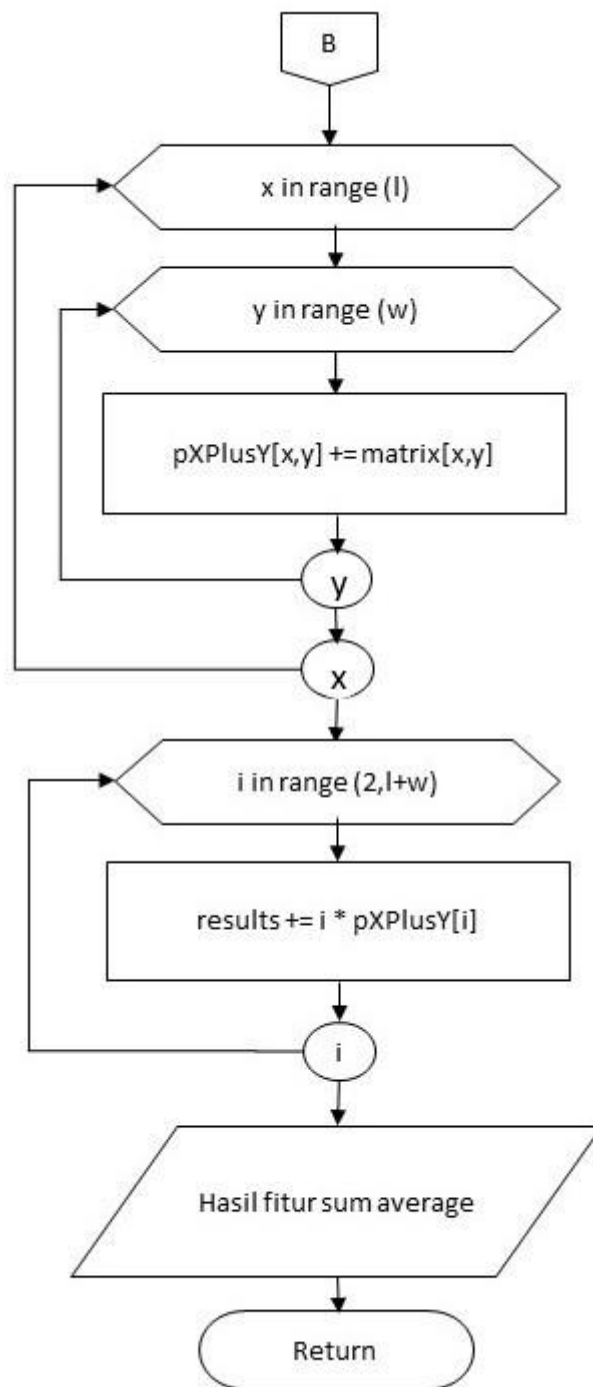 B
x in range (l)
y in range (w)
pXPlusY[x,y] += matrix[x,y]
y
x
i in range (2,l+w)
results += i * pXPlusY[i]
i
Hasil fitur sum average
Return